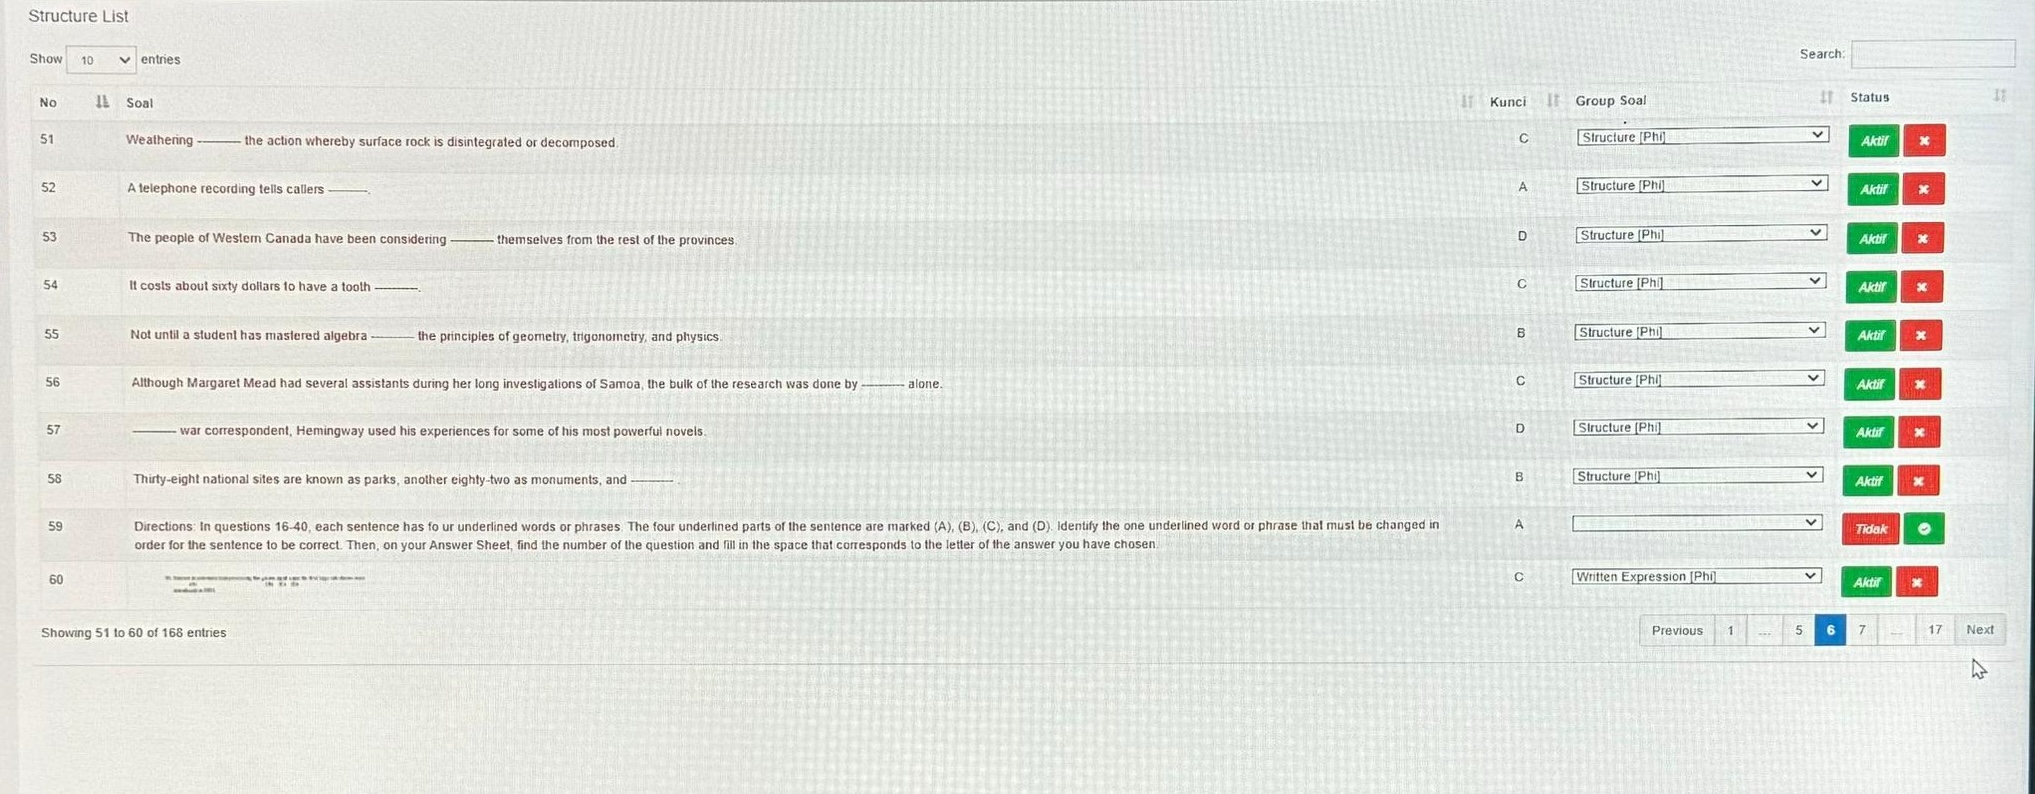 Structure List
Show 10 entries
Search:
No Soal Kunci Group Soal Status
51 Weathering ——— the action whereby surface rock is disintegrated or decomposed. C Structure [Phi] Aktif
52 A telephone recording tells callers ———. A Structure [Phi] Aktif
53 The people of Western Canada have been considering ——— themselves from the rest of the provinces. D Structure [Phi] Aktif
54 It costs about sixty dollars to have a tooth ———. C Structure [Phi] Aktif
55 Not until a student has mastered algebra ——— the principles of geometry, trigonometry, and physics. B Structure [Phi] Aktif
56 Although Margaret Mead had several assistants during her long investigations of Samoa, the bulk of the research was done by ——— alone. C Structure [Phi] Aktif
57 ——— war correspondent, Hemingway used his experiences for some of his most powerful novels. D Structure [Phi] Aktif
58 Thirty-eight national sites are known as parks, another eighty-two as monuments, and ——— . B Structure [Phi] Aktif
59 Directions: In questions 16-40, each sentence has fo ur underlined words or phrases. The four underlined parts of the sentence are marked (A), (B), (C), and (D). Identify the one underlined word or phrase that must be changed in A Tidak
order for the sentence to be correct. Then, on your Answer Sheet, find the number of the question and fill in the space that corresponds to the letter of the answer you have chosen.
60 C Written Expression [Phi] Aktif
Showing 51 to 60 of 168 entries
Previous 1 ... 5 6 7 ... 17 Next